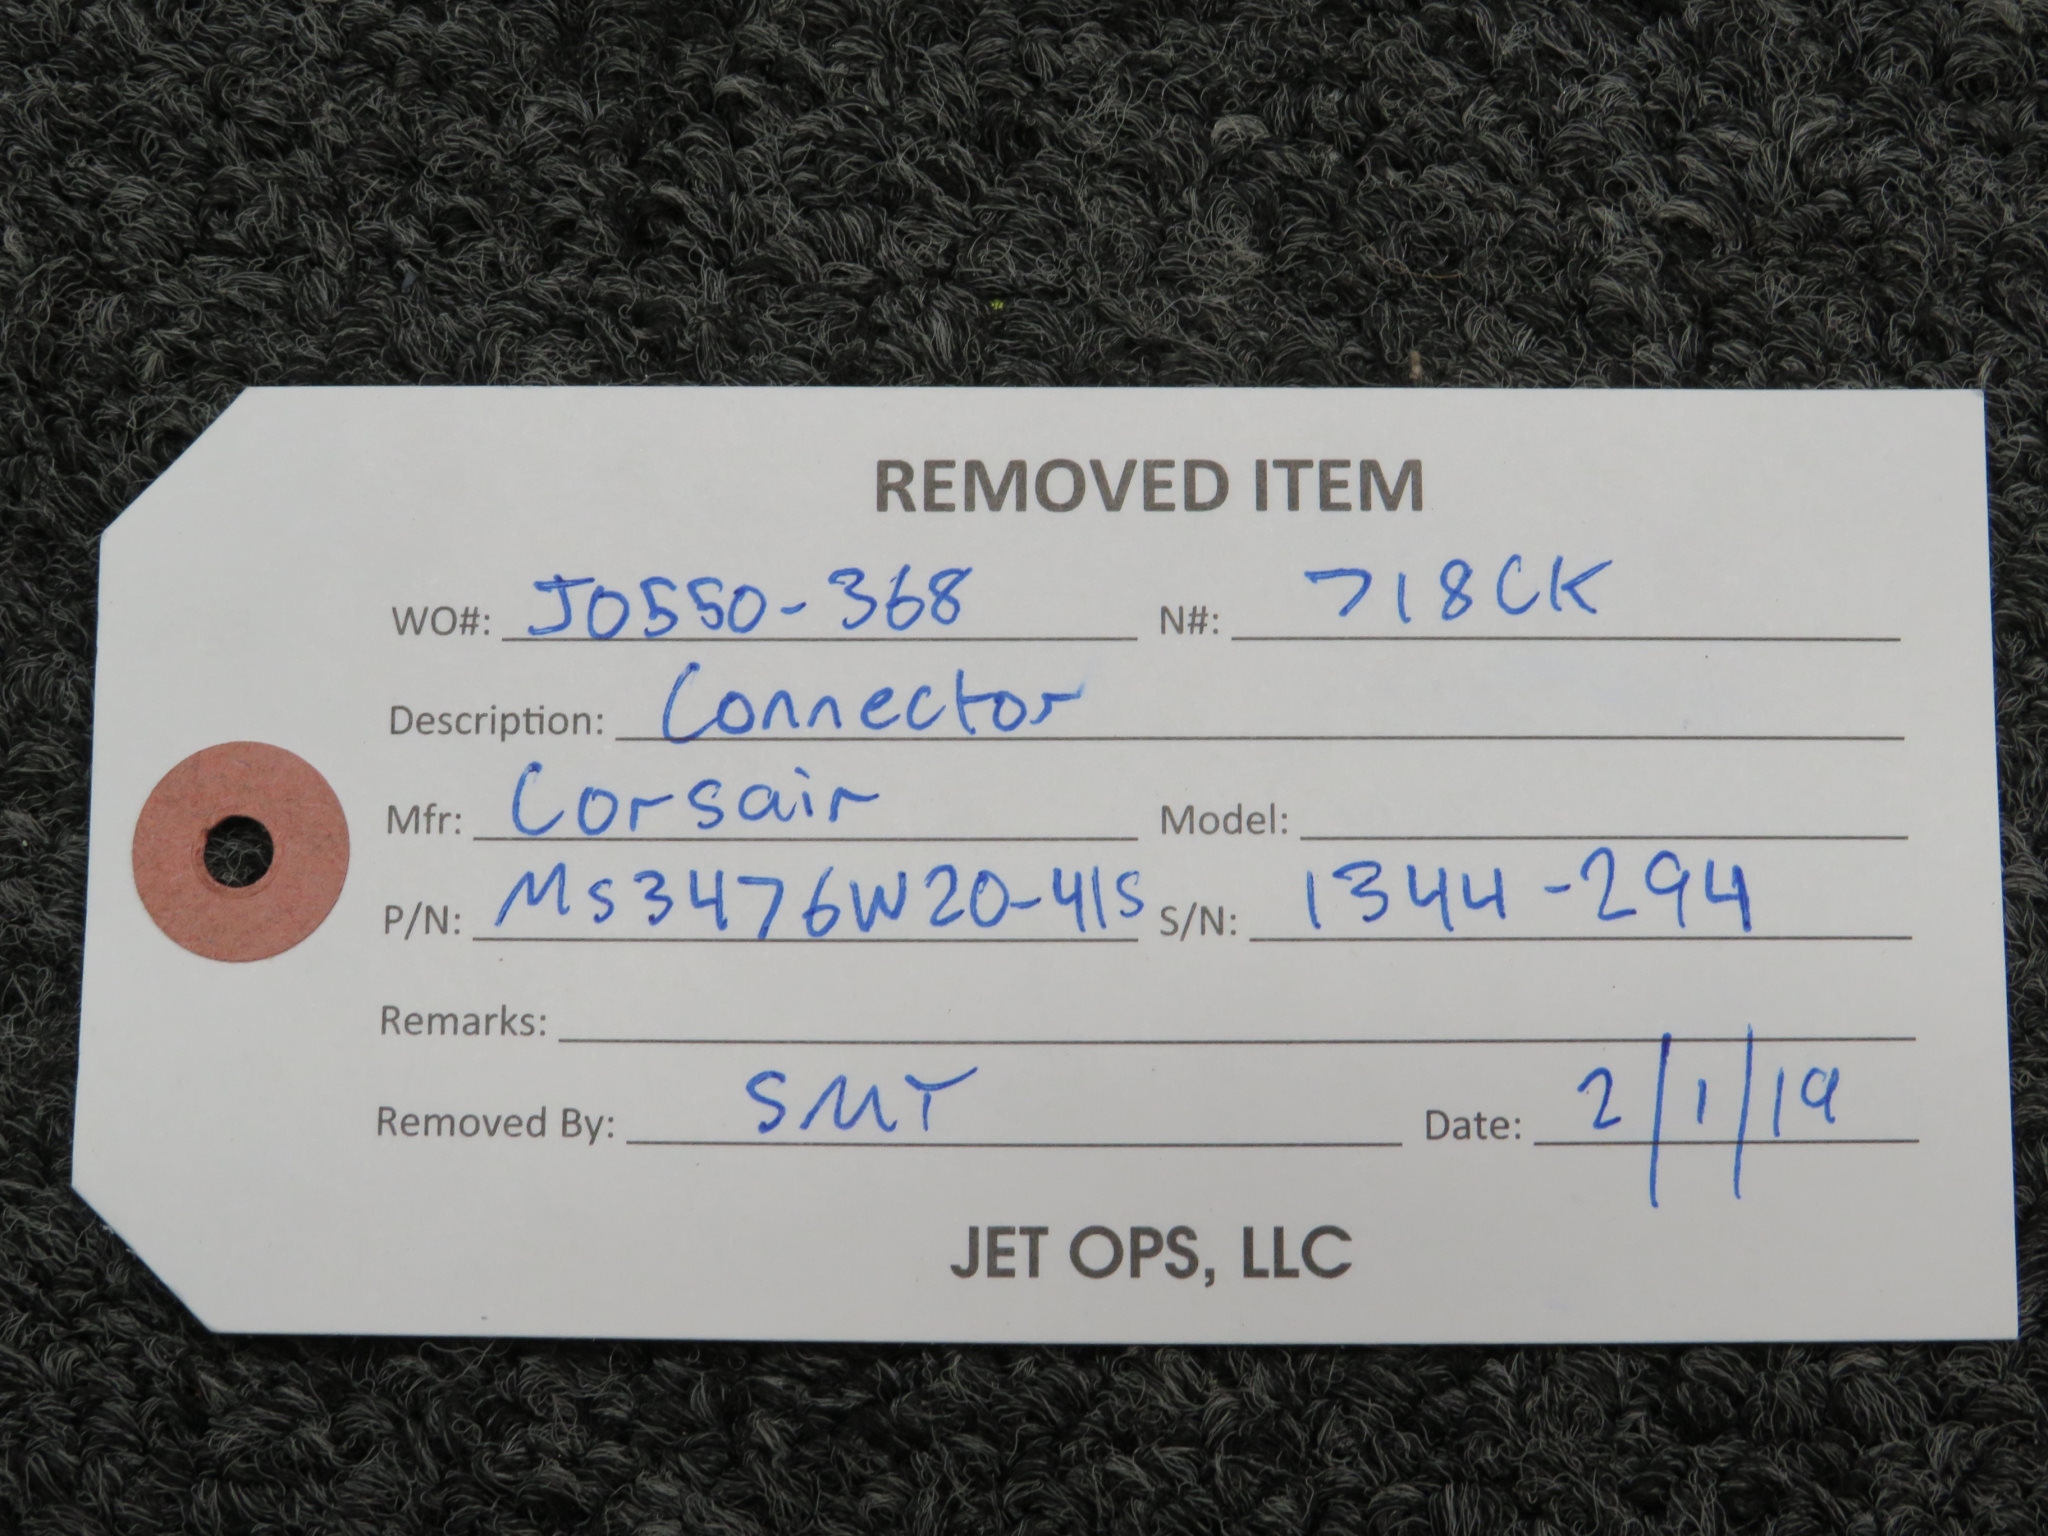 REMOVED ITEM
WO#: J0550-368 N#: 718CK
Description: Connector
Mfr: Corsair Model:
P/N: MS3476W20-41S S/N: 1344-294
Remarks:
Removed By: SMT Date: 2/1/19
JET OPS, LLC